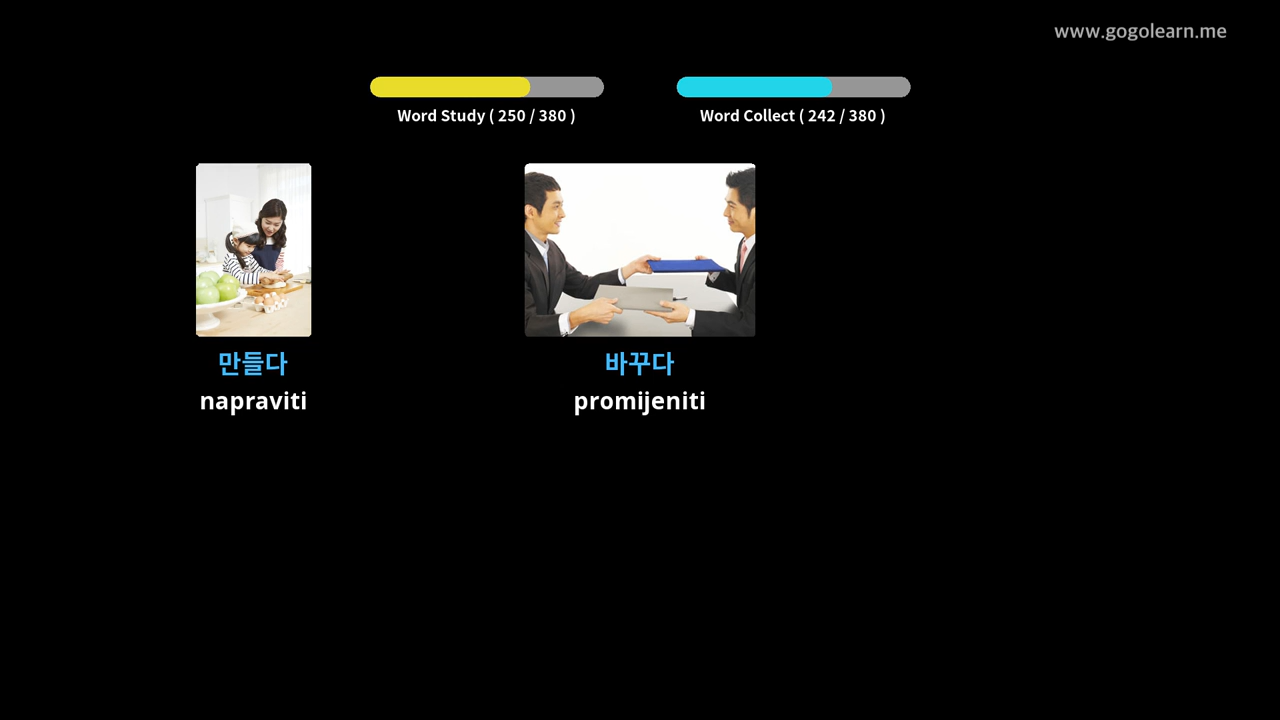 www.gogolearn.me
Word Study ( 250 / 380 )
Word Collect ( 242 / 380 )
만들다
바꾸다
napraviti
promijeniti